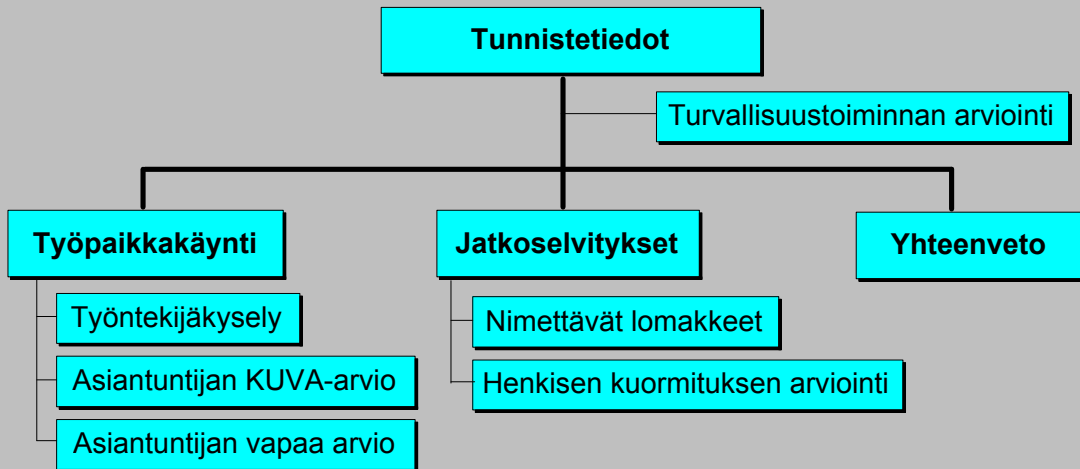 Tunnistetiedot
Turvallisuustoiminnan arviointi
Työpaikkakäynti
Jatkoselvitykset
Yhteenveto
Työntekijäkysely
Asiantuntijan KUVA-arvio
Asiantuntijan vapaa arvio
Nimettävät lomakkeet
Henkisen kuormituksen arviointi